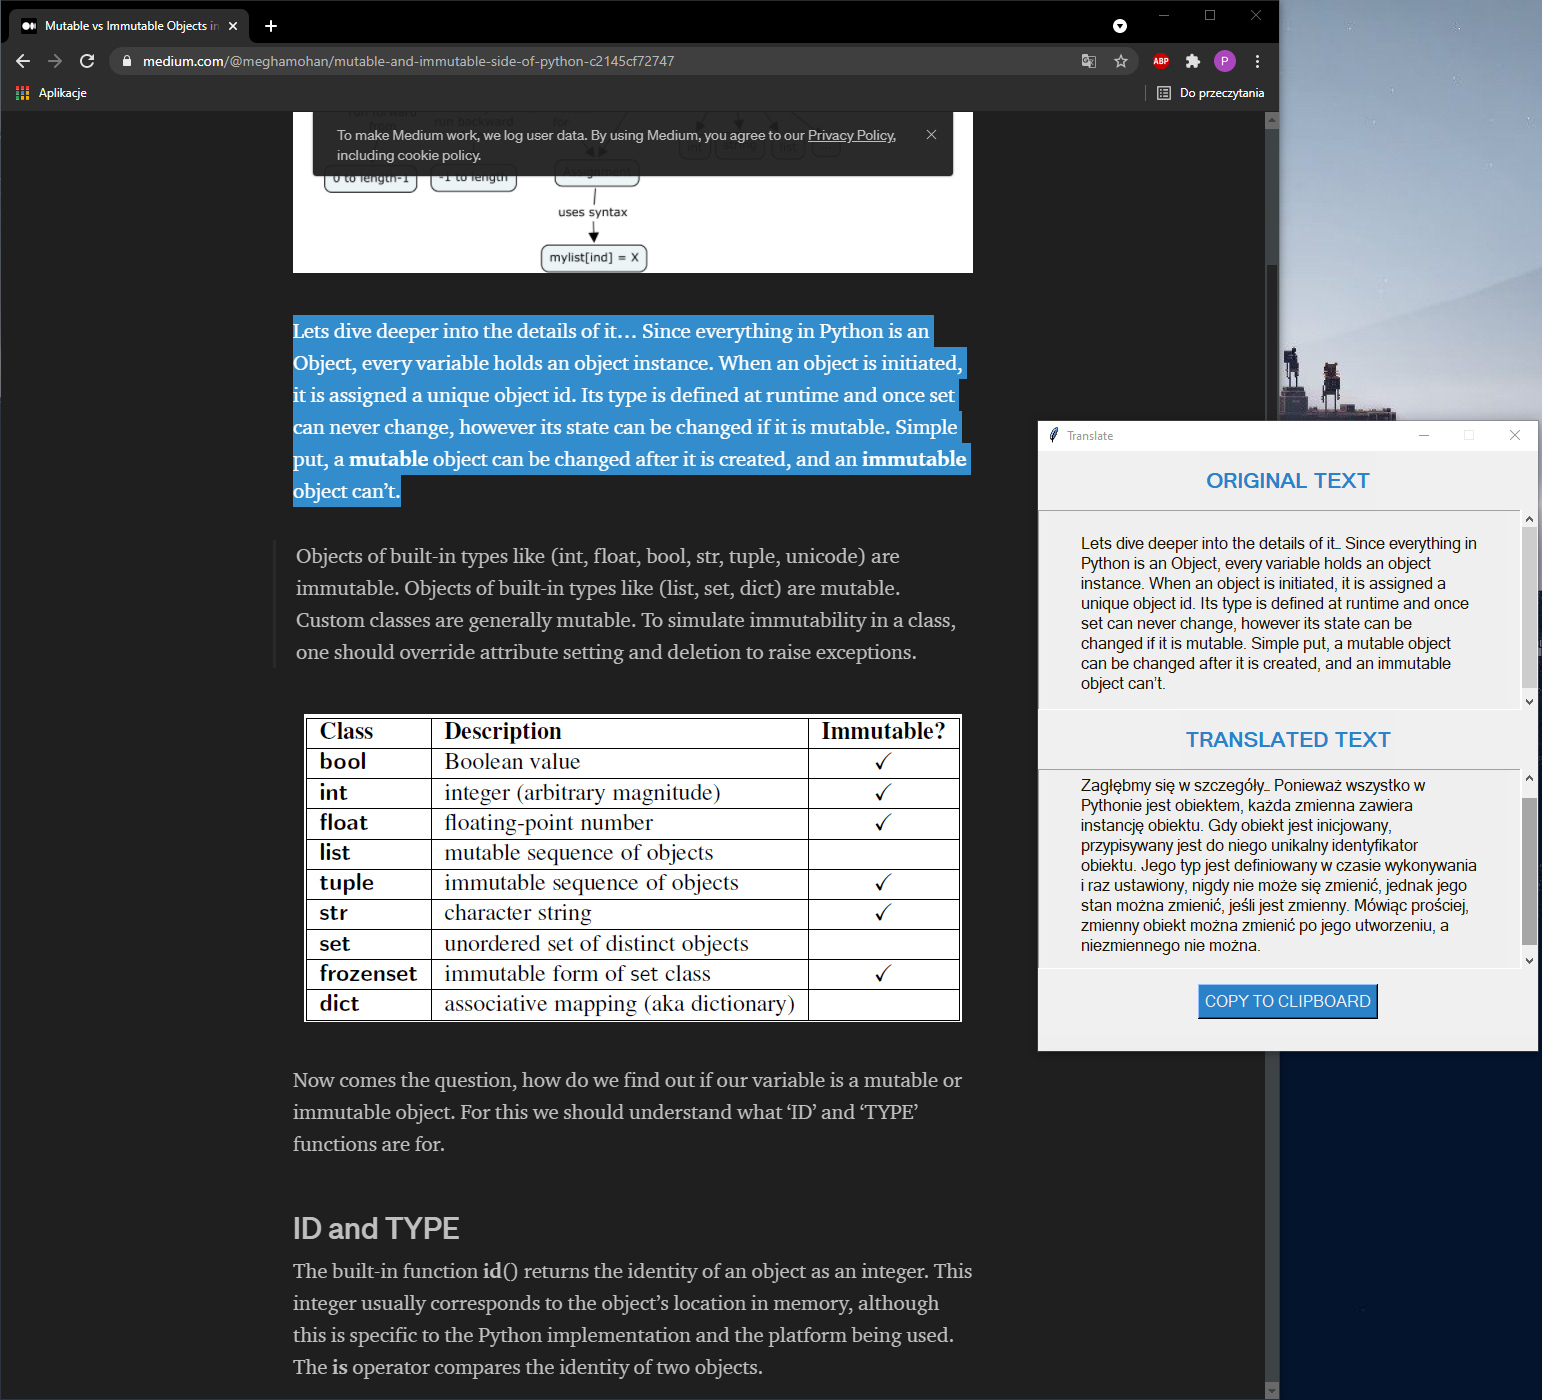 Mutable vs Immutable Objects in
medium.com/@meghamohan/mutable-and-immutable-side-of-python-c2145cf72747
ABP
P
Aplikacje
Do przeczytania
To make Medium work, we log user data. By using Medium, you agree to our Privacy Policy,
including cookie policy.
0 to length-1
-1 to length
uses syntax
mylist[ind] = X
Lets dive deeper into the details of it… Since everything in Python is an
Object, every variable holds an object instance. When an object is initiated,
it is assigned a unique object id. Its type is defined at runtime and once set
can never change, however its state can be changed if it is mutable. Simple
put, a mutable object can be changed after it is created, and an immutable
object can’t.
Objects of built-in types like (int, float, bool, str, tuple, unicode) are
immutable. Objects of built-in types like (list, set, dict) are mutable.
Custom classes are generally mutable. To simulate immutability in a class,
one should override attribute setting and deletion to raise exceptions.
Class Description Immutable?
bool Boolean value ✓
int integer (arbitrary magnitude) ✓
float floating-point number ✓
list mutable sequence of objects
tuple immutable sequence of objects ✓
str character string ✓
set unordered set of distinct objects
frozenset immutable form of set class ✓
dict associative mapping (aka dictionary)
Now comes the question, how do we find out if our variable is a mutable or
immutable object. For this we should understand what ‘ID’ and ‘TYPE’
functions are for.
ID and TYPE
The built-in function id() returns the identity of an object as an integer. This
integer usually corresponds to the object’s location in memory, although
this is specific to the Python implementation and the platform being used.
The is operator compares the identity of two objects.
Translate
ORIGINAL TEXT
Lets dive deeper into the details of it… Since everything in
Python is an Object, every variable holds an object
instance. When an object is initiated, it is assigned a
unique object id. Its type is defined at runtime and once
set can never change, however its state can be
changed if it is mutable. Simple put, a mutable object
can be changed after it is created, and an immutable
object can’t.
TRANSLATED TEXT
Zagłębmy się w szczegóły… Ponieważ wszystko w
Pythonie jest obiektem, każda zmienna zawiera
instancję obiektu. Gdy obiekt jest inicjowany,
przypisywany jest do niego unikalny identyfikator
obiektu. Jego typ jest definiowany w czasie wykonywania
i raz ustawiony, nigdy nie może się zmienić, jednak jego
stan można zmienić, jeśli jest zmienny. Mówiąc prościej,
zmienny obiekt można zmienić po jego utworzeniu, a
niezmiennego nie można.
COPY TO CLIPBOARD